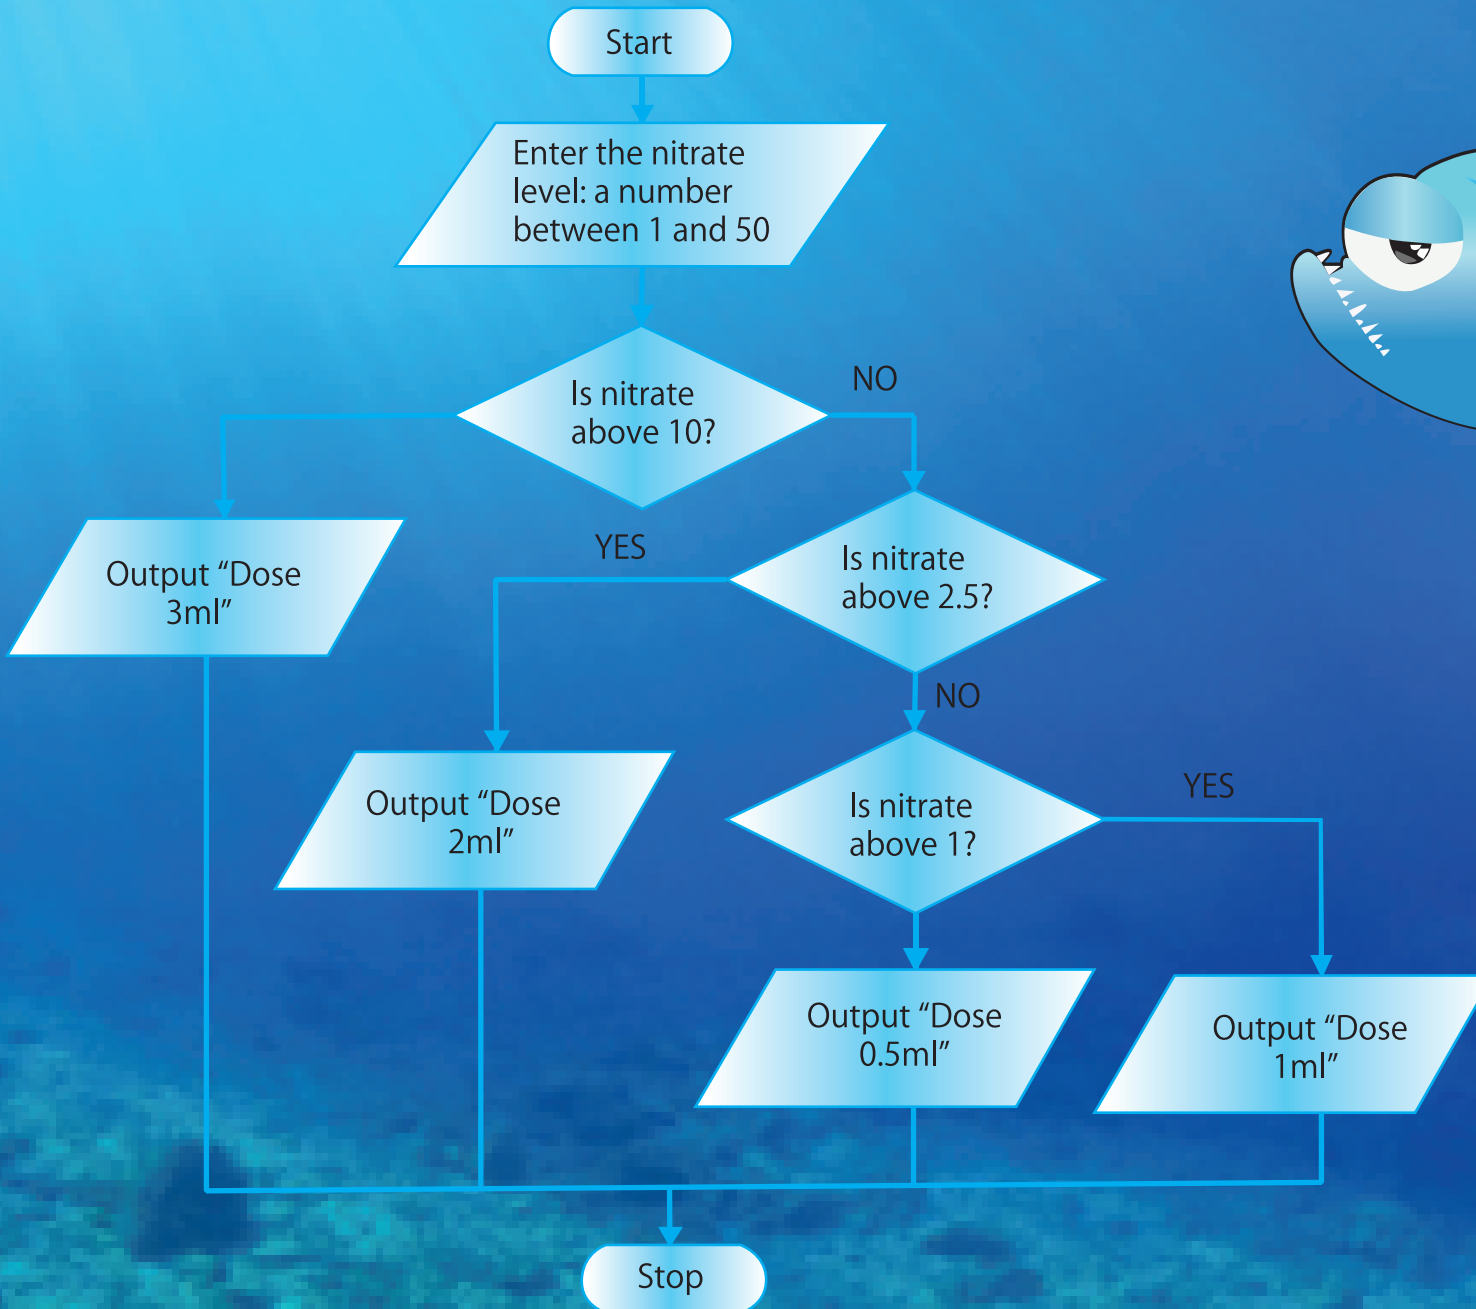 Start
Enter the nitrate
level: a number
between 1 and 50
Is nitrate
above 10?
NO
Output “Dose
3ml”
YES
Is nitrate
above 2.5?
NO
Output “Dose
2ml”
Is nitrate
above 1?
YES
Output “Dose
0.5ml”
Output “Dose
1ml”
Stop